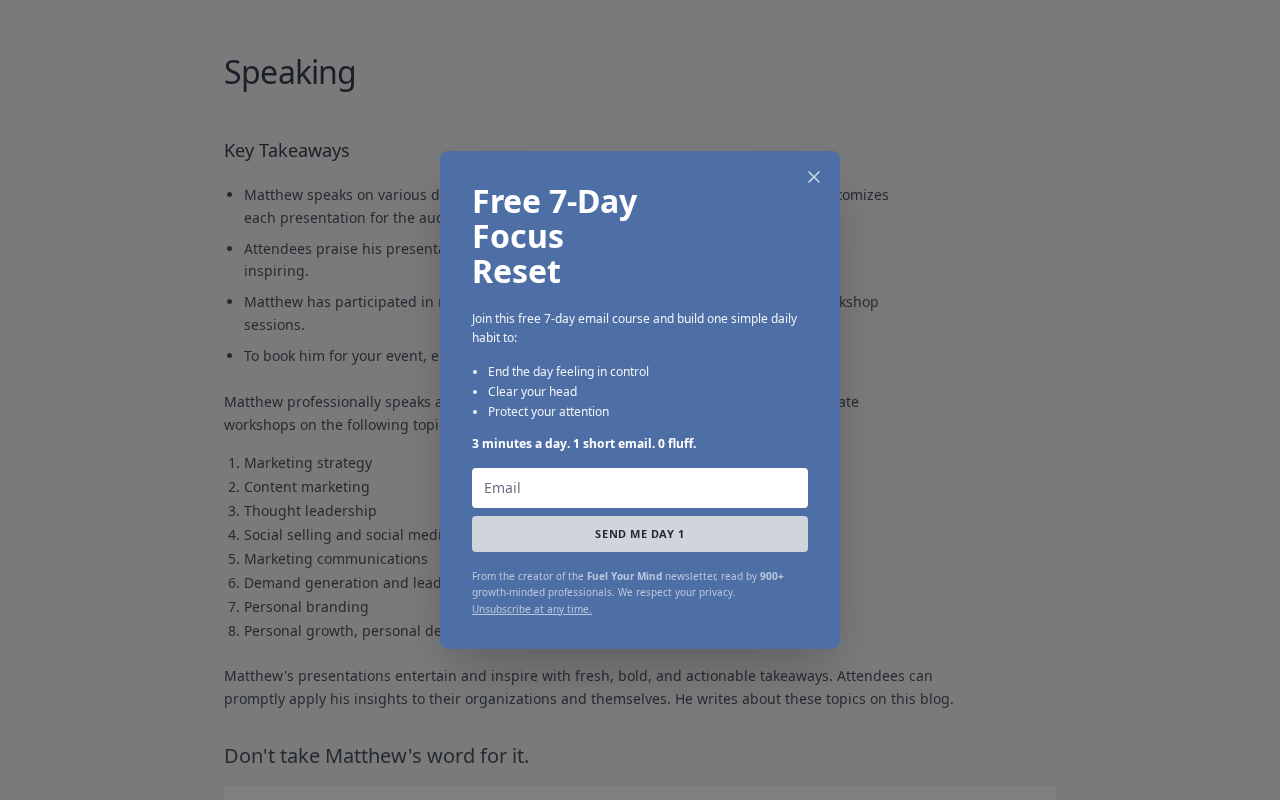 Speaking
Key Takeaways
Matthew speaks on various
each presentation for the
Attendees praise his
inspiring.
Matthew has participated in
sessions.
To book him for your event,
Matthew professionally speaks
workshops on the following
1. Marketing strategy
2. Content marketing
3. Thought leadership
4. Social selling and social
5. Marketing communications
6. Demand generation and lead
7. Personal branding
8. Personal growth, personal
Matthew's presentations entertain and inspire with fresh, bold, and actionable takeaways. Attendees can
promptly apply his insights to their organizations and themselves. He writes about these topics on this blog.
Don't take Matthew's word for it.
Free 7-Day
Focus
Reset
Join this free 7-day email course and build one simple daily
habit to:
End the day feeling in control
Clear your head
Protect your attention
3 minutes a day. 1 short email. 0 fluff.
Email
SEND ME DAY 1
From the creator of the Fuel Your Mind newsletter, read by 900+
growth-minded professionals. We respect your privacy.
Unsubscribe at any time.